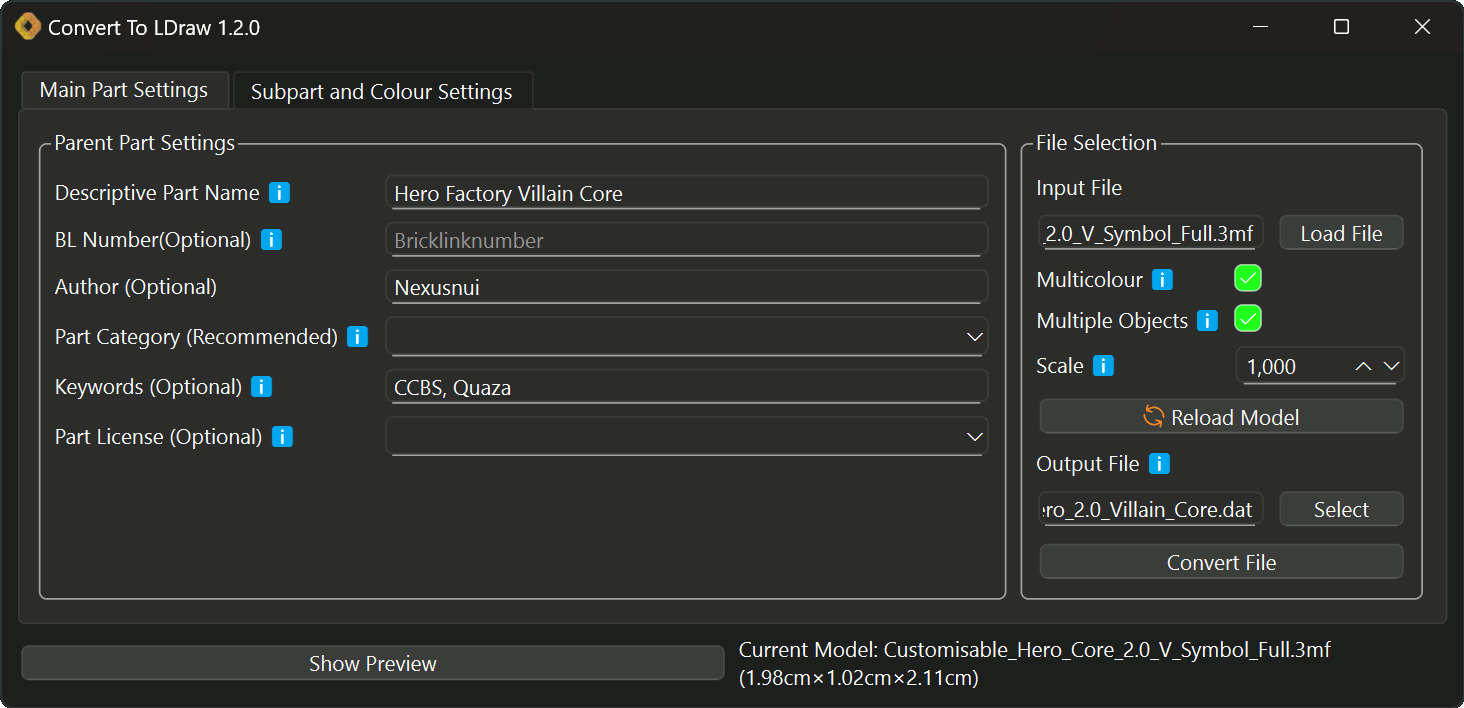 Convert To LDraw 1.2.0
Main Part Settings
Subpart and Colour Settings
Parent Part Settings
Descriptive Part Name i
Hero Factory Villain Core
BL Number(Optional) i
Bricklinknumber
Author (Optional)
Nexusnui
Part Category (Recommended) i
Keywords (Optional) i
CCBS, Quaza
Part License (Optional) i
File Selection
Input File
2.0_V_Symbol_Full.3mf
Load File
Multicolour i
Multiple Objects i
Scale i
1,000
Reload Model
Output File i
ero_2.0_Villain_Core.dat
Select
Convert File
Show Preview
Current Model: Customisable_Hero_Core_2.0_V_Symbol_Full.3mf
(1.98cm×1.02cm×2.11cm)